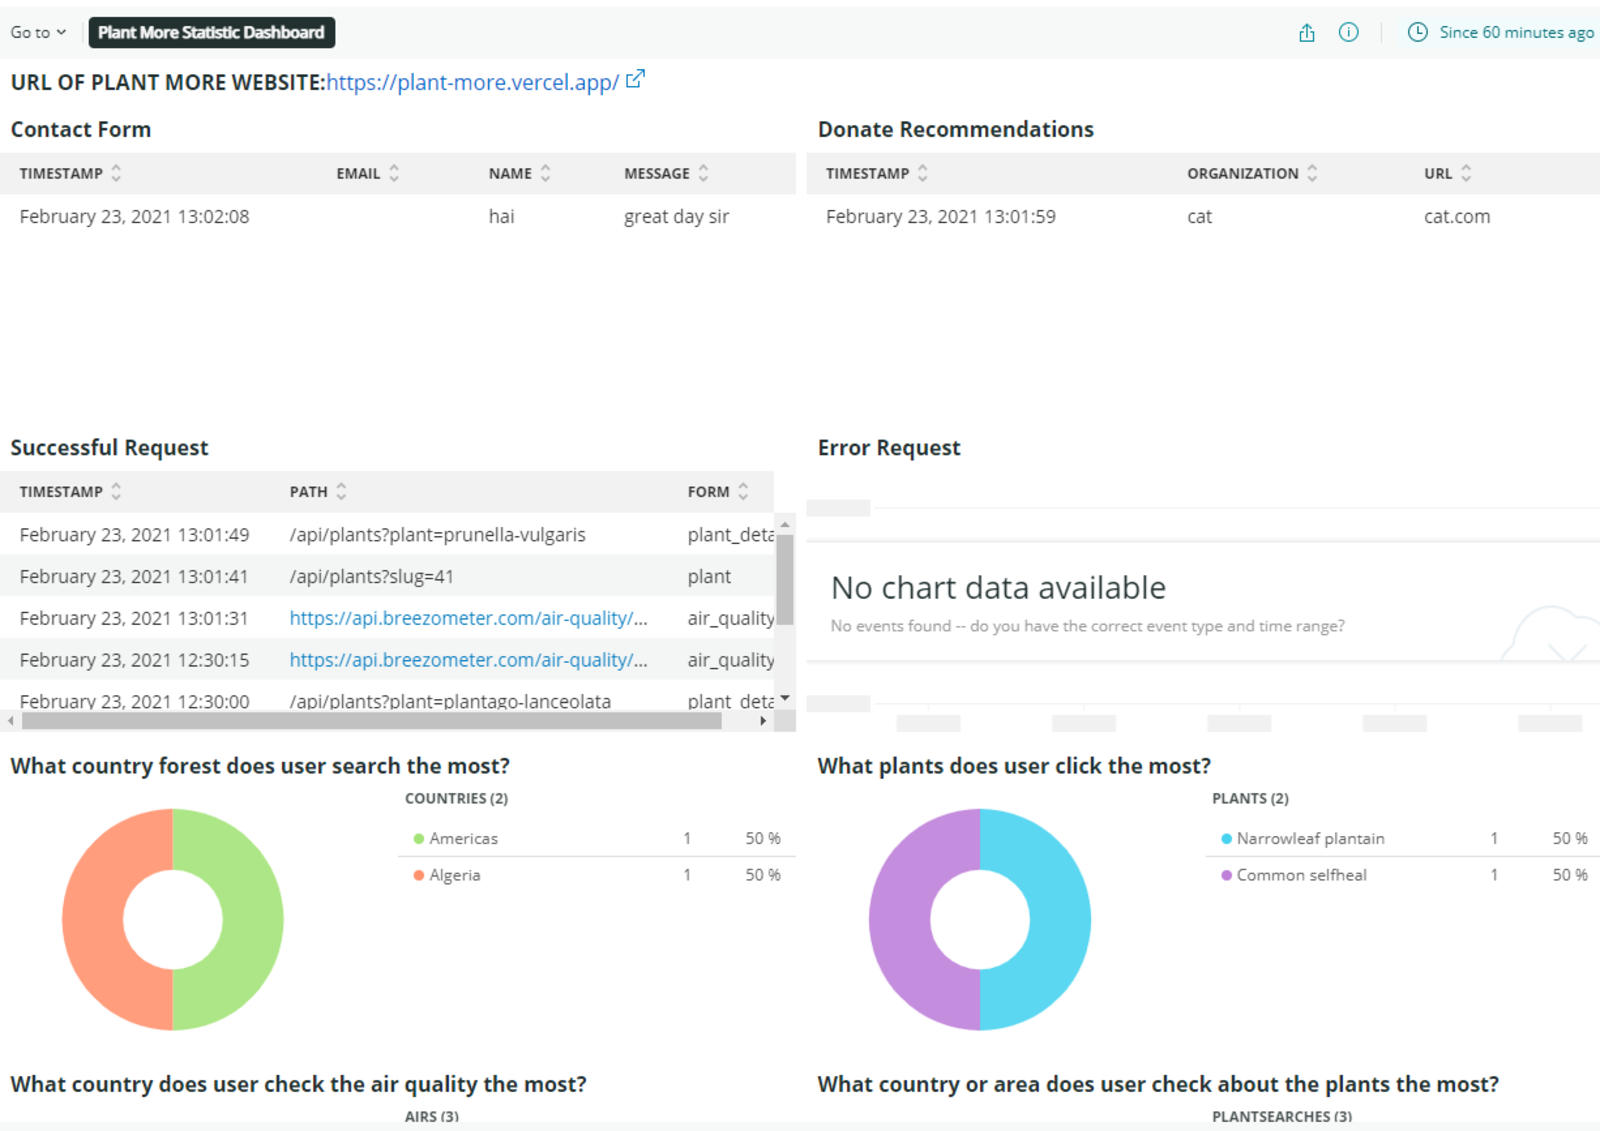 Go to Plant More Statistic Dashboard Since 60 minutes ago
URL OF PLANT MORE WEBSITE:https://plant-more.vercel.app/
Contact Form
TIMESTAMP EMAIL NAME MESSAGE
February 23, 2021 13:02:08 hai great day sir
Donate Recommendations
TIMESTAMP ORGANIZATION URL
February 23, 2021 13:01:59 cat cat.com
Successful Request
TIMESTAMP PATH FORM
February 23, 2021 13:01:49 /api/plants?plant=prunella-vulgaris plant_deta
February 23, 2021 13:01:41 /api/plants?slug=41 plant
February 23, 2021 13:01:31 https://api.breezometer.com/air-quality/... air_quality
February 23, 2021 12:30:15 https://api.breezometer.com/air-quality/... air_quality
February 23, 2021 12:30:00 /api/plants?plant=plantago-lanceolata plant_deta
Error Request
No chart data available
No events found -- do you have the correct event type and time range?
What country forest does user search the most?
COUNTRIES (2)
Americas 1 50 %
Algeria 1 50 %
What plants does user click the most?
PLANTS (2)
Narrowleaf plantain 1 50 %
Common selfheal 1 50 %
What country does user check the air quality the most?
AIRS (3)
What country or area does user check about the plants the most?
PLANTSEARCHES (3)